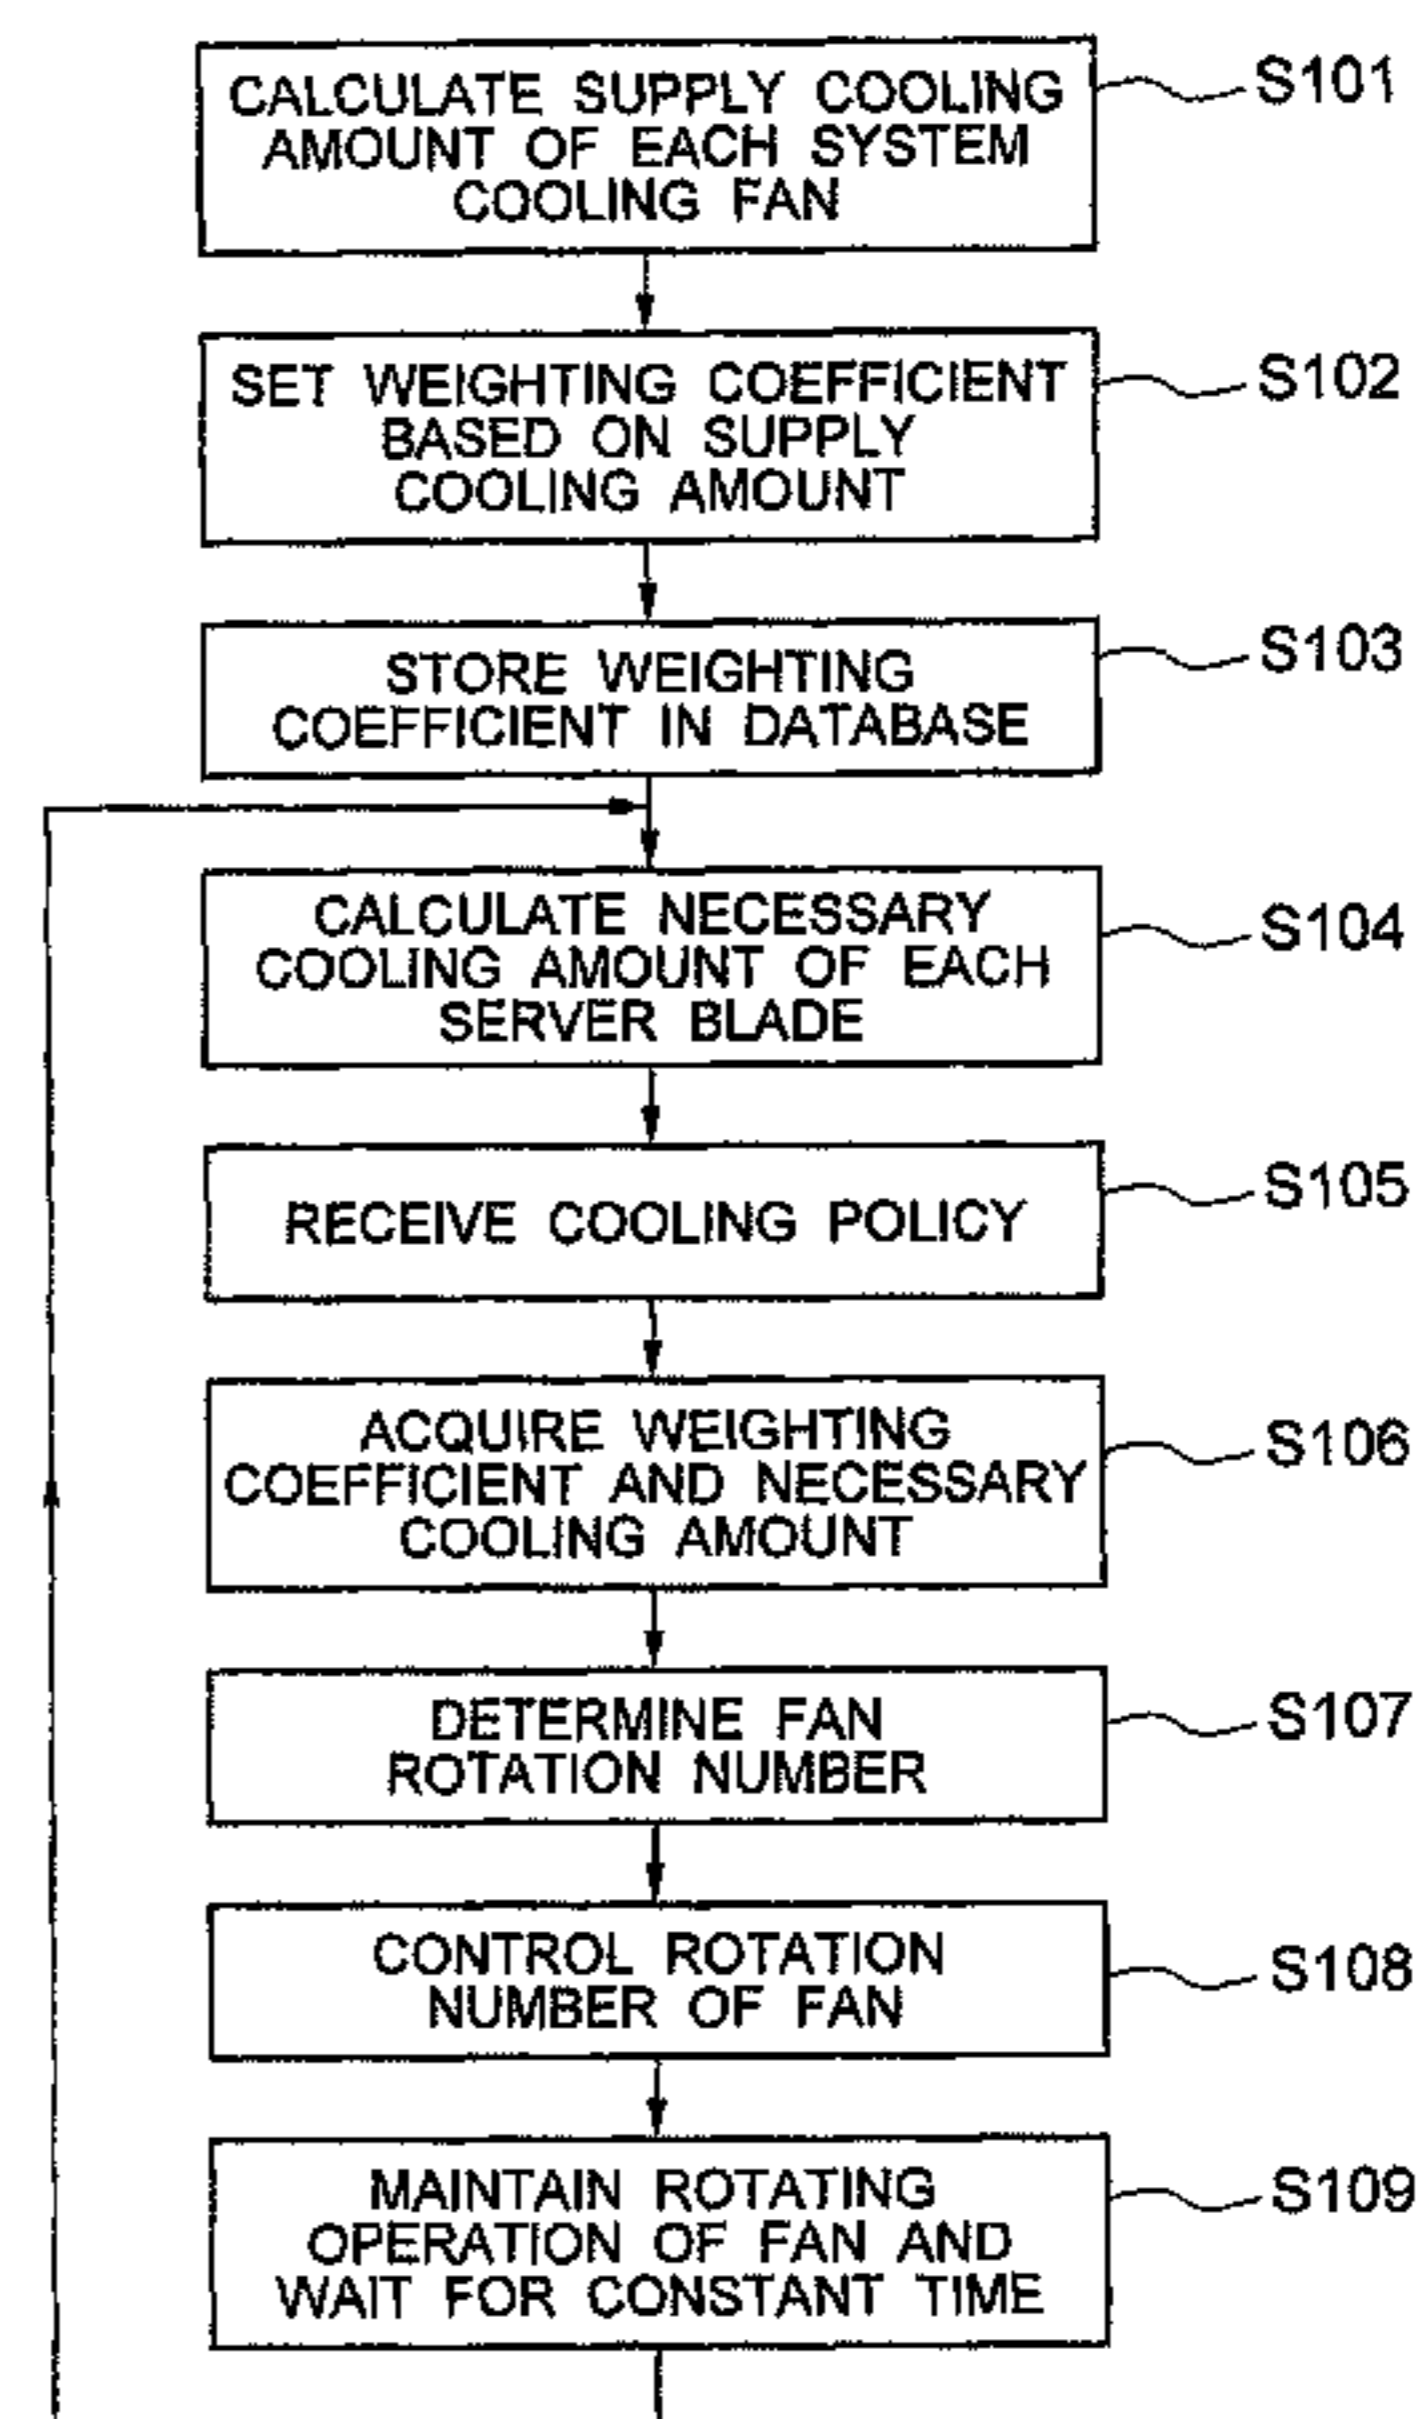 CALCULATE SUPPLY COOLING
AMOUNT OF EACH SYSTEM
COOLING FAN
S101
SET WEIGHTING COEFFICIENT
BASED ON SUPPLY
COOLING AMOUNT
S102
STORE WEIGHTING
COEFFICIENT IN DATABASE
S103
CALCULATE NECESSARY
COOLING AMOUNT OF EACH
SERVER BLADE
S104
RECEIVE COOLING POLICY
S105
ACQUIRE WEIGHTING
COEFFICIENT AND NECESSARY
COOLING AMOUNT
S106
DETERMINE FAN
ROTATION NUMBER
S107
CONTROL ROTATION
NUMBER OF FAN
S108
MAINTAIN ROTATING
OPERATION OF FAN AND
WAIT FOR CONSTANT TIME
S109